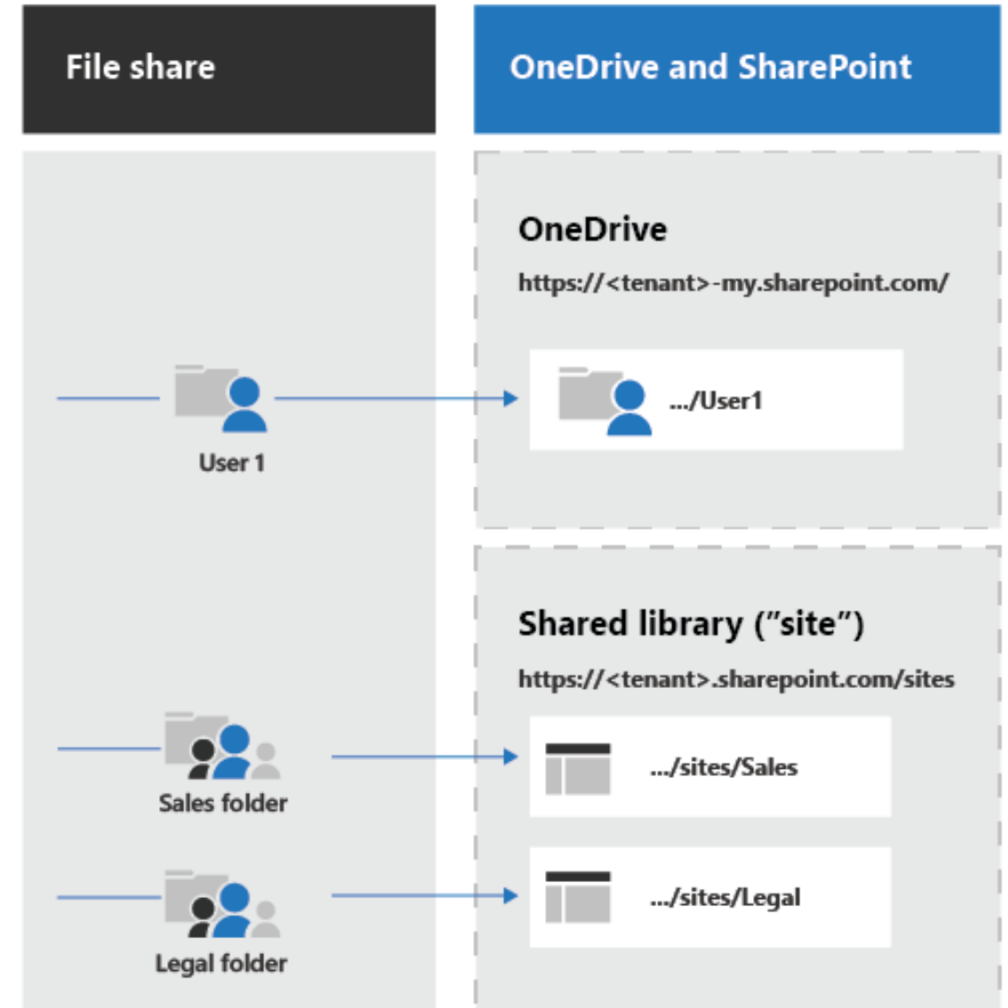 File share
OneDrive and SharePoint
OneDrive
https://<tenant>-my.sharepoint.com/
User 1
.../User1
Shared library (”site”)
https://<tenant>.sharepoint.com/sites
Sales folder
.../sites/Sales
Legal folder
.../sites/Legal